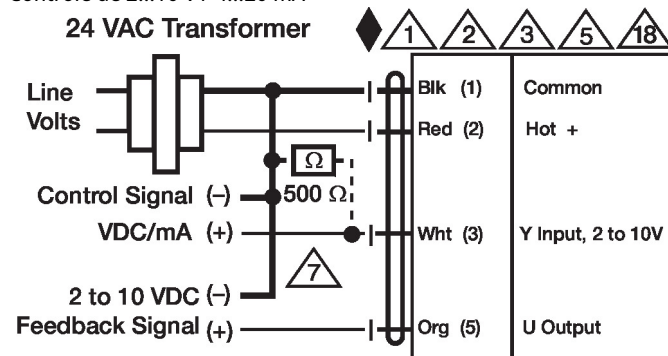 24 VAC Transformer
1 2 3 5 18
Line
Volts
Blk (1) Common
Red (2) Hot +
Ω
500 Ω
Control Signal (–)
VDC/mA (+)
Wht (3) Y Input, 2 to 10V
7
2 to 10 VDC (–)
Feedback Signal (+)
Org (5) U Output